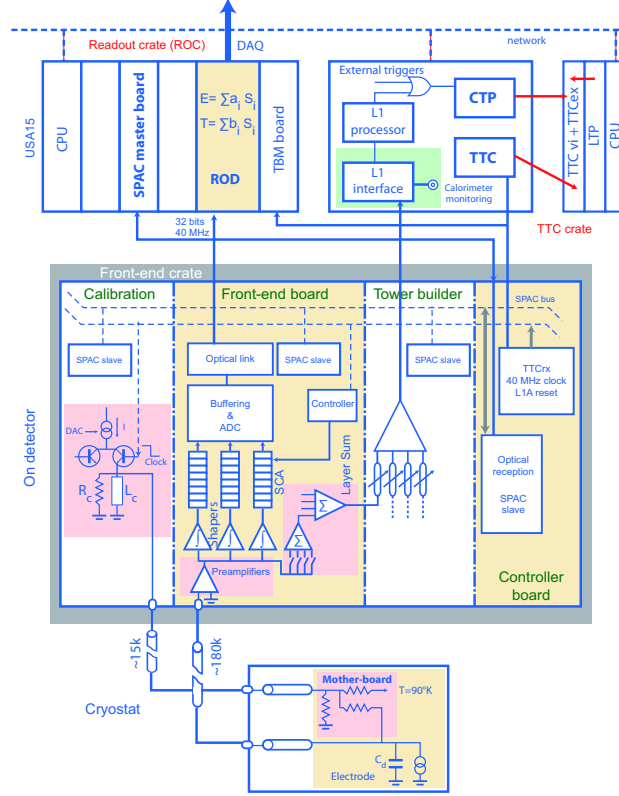 Readout crate (ROC)
DAQ
network
USA15
CPU
SPAC master board
E= ∑a_i S_i
T= ∑b_i S_i
ROD
TBM board
External triggers
CTP
L1
processor
TTC
L1
interface
Calorimeter
monitoring
TTC vi + TTCex
LTP
CPU
TTC crate
32 bits
40 MHz
Front-end crate
Calibration
Front-end board
Tower builder
SPAC bus
SPAC slave
Optical link
SPAC slave
SPAC slave
TTCrx
40 MHz clock
L1A reset
Buffering
&
ADC
Controller
DAC
I
Clock
R_c
L_c
On detector
SCA
Layer Sum
Shapers
∫
∫
∫
Σ
Σ
Optical
reception
SPAC
slave
Preamplifiers
Controller
board
~15k
~180k
Cryostat
Mother-board
T=90°K
C_d
Electrode